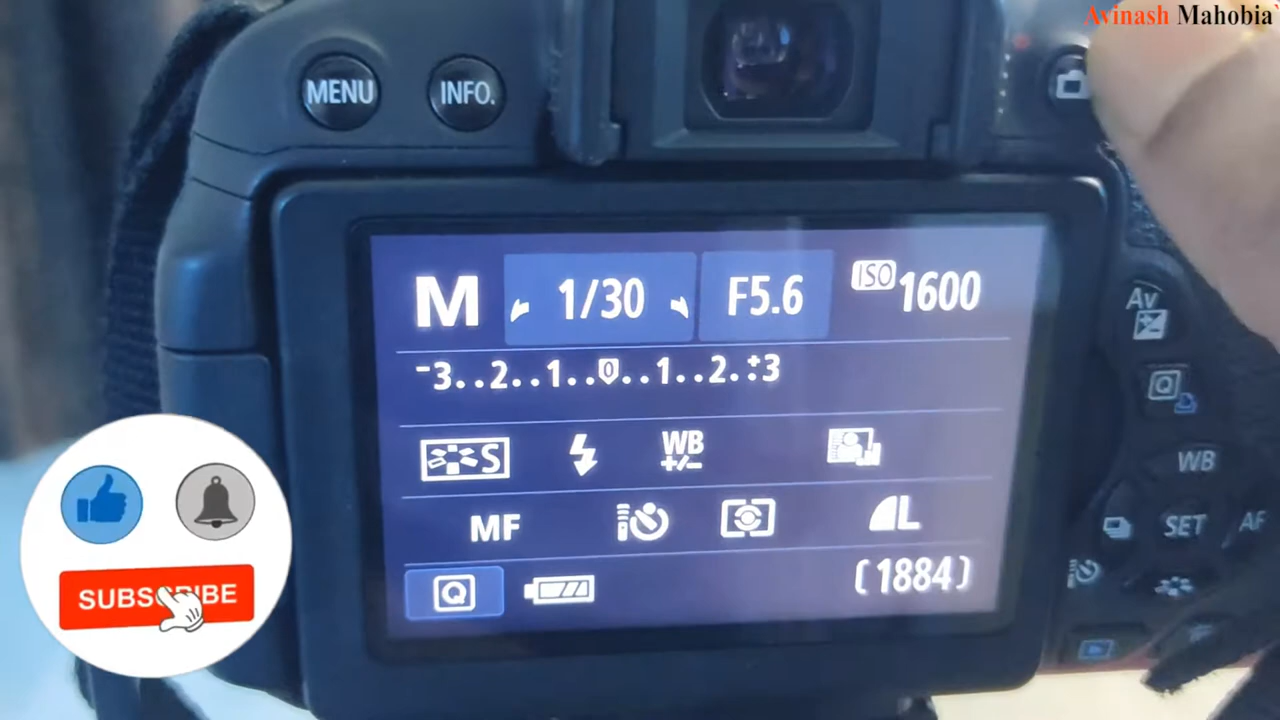 Avinash Mahobia
MENU
INFO.
M
1/30
F5.6
ISO 1600
-3..2..1..0..1..2..+3
Av
Q
S
WB
+/-
WB
MF
L
SET
AF
Q
(1884)
SUBSCRIBE